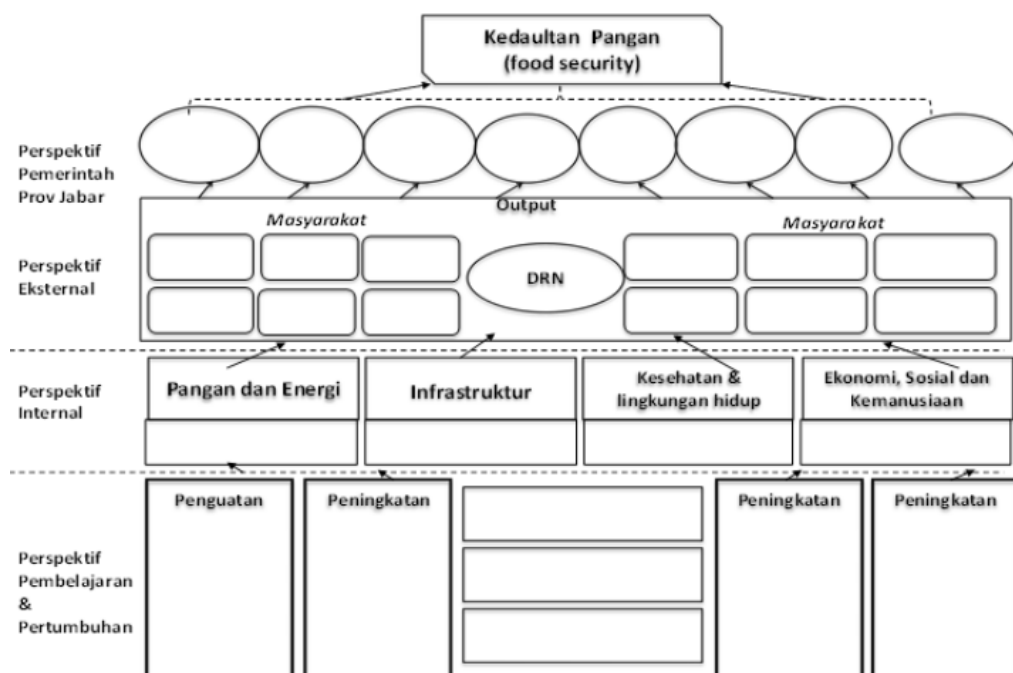 Kedaultan Pangan
(food security)
Perspektif
Pemerintah
Prov Jabar
Output
Masyarakat
Masyarakat
Perspektif
Eksternal
DRN
Perspektif
Internal
Pangan dan Energi
Infrastruktur
Kesehatan &
lingkungan hidup
Ekonomi, Sosial dan
Kemanusiaan
Penguatan
Peningkatan
Peningkatan
Peningkatan
Perspektif
Pembelajaran
&
Pertumbuhan